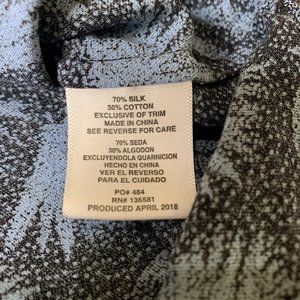 70% SILK
30% COTTON
EXCLUSIVE OF TRIM
MADE IN CHINA
SEE REVERSE FOR CARE
70% SEDA
30% ALGODON
EXCLUYENDOLA GUARNICION
HECHO EN CHINA
VER EL REVERSO
PARA EL CUIDADO
PO# 484
RN# 136581
PRODUCED APRIL 2018